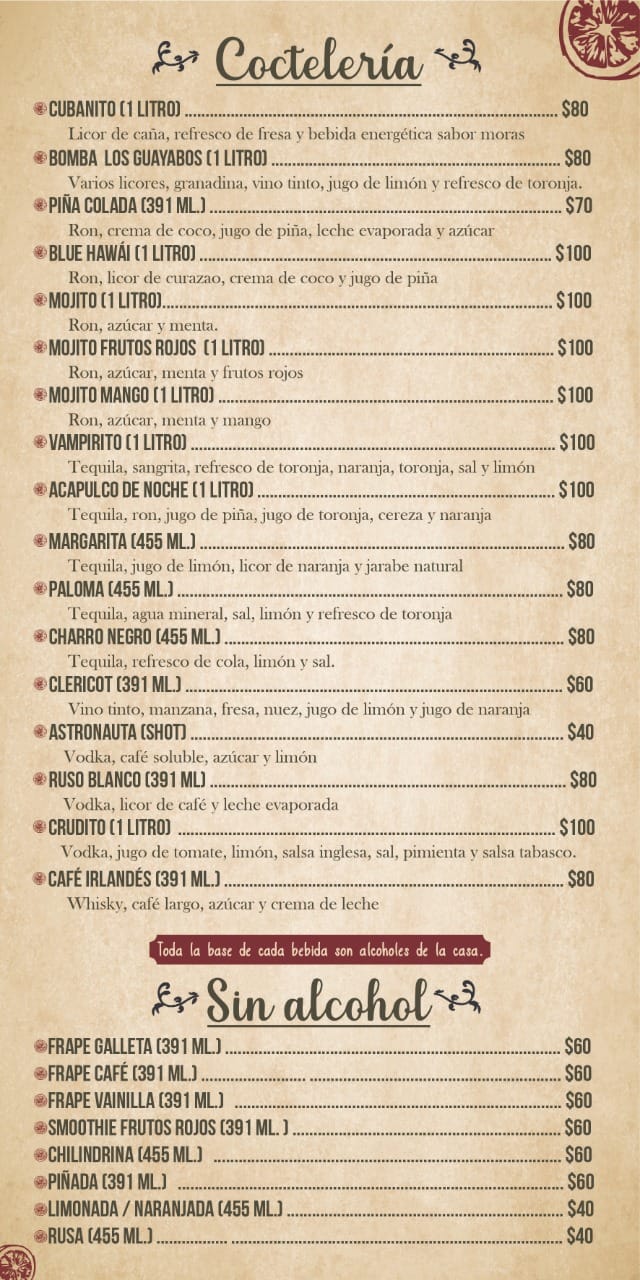 Coctelería
CUBANITO (1 LITRO) ........ $80
Licor de caña, refresco de fresa y bebida energética sabor moras
BOMBA LOS GUAYABOS (1 LITRO) ........ $80
Varios licores, granadina, vino tinto, jugo de limón y refresco de toronja.
PIÑA COLADA (391 ML.) ........ $70
Ron, crema de coco, jugo de piña, leche evaporada y azúcar
BLUE HAWÁI (1 LITRO) ........ $100
Ron, licor de curazao, crema de coco y jugo de piña
MOJITO (1 LITRO)........ $100
Ron, azúcar y menta.
MOJITO FRUTOS ROJOS (1 LITRO) ........ $100
Ron, azúcar, menta y frutos rojos
MOJITO MANGO (1 LITRO) ........ $100
Ron, azúcar, menta y mango
VAMPIRITO (1 LITRO) ........ $100
Tequila, sangrita, refresco de toronja, naranja, toronja, sal y limón
ACAPULCO DE NOCHE (1 LITRO) ........ $100
Tequila, ron, jugo de piña, jugo de toronja, cereza y naranja
MARGARITA (455 ML.) ........ $80
Tequila, jugo de limón, licor de naranja y jarabe natural
PALOMA (455 ML.) ........ $80
Tequila, agua mineral, sal, limón y refresco de toronja
CHARRO NEGRO (455 ML.) ........ $80
Tequila, refresco de cola, limón y sal.
CLERICOT (391 ML.) ........ $60
Vino tinto, manzana, fresa, nuez, jugo de limón y jugo de naranja
ASTRONAUTA (SHOT) ........ $40
Vodka, café soluble, azúcar y limón
RUSO BLANCO (391 ML) ........ $80
Vodka, licor de café y leche evaporada
CRUDITO (1 LITRO) ........ $100
Vodka, jugo de tomate, limón, salsa inglesa, sal, pimienta y salsa tabasco.
CAFÉ IRLANDÉS (391 ML.) ........ $80
Whisky, café largo, azúcar y crema de leche
Toda la base de cada bebida son alcoholes de la casa.
Sin alcohol
FRAPE GALLETA (391 ML.) ........ $60
FRAPE CAFÉ (391 ML.) ........ $60
FRAPE VAINILLA (391 ML.) ........ $60
SMOOTHIE FRUTOS ROJOS (391 ML. ) ........ $60
CHILINDRINA (455 ML.) ........ $60
PIÑADA (391 ML.) ........ $60
LIMONADA / NARANJADA (455 ML.) ........ $40
RUSA (455 ML.) ........ $40